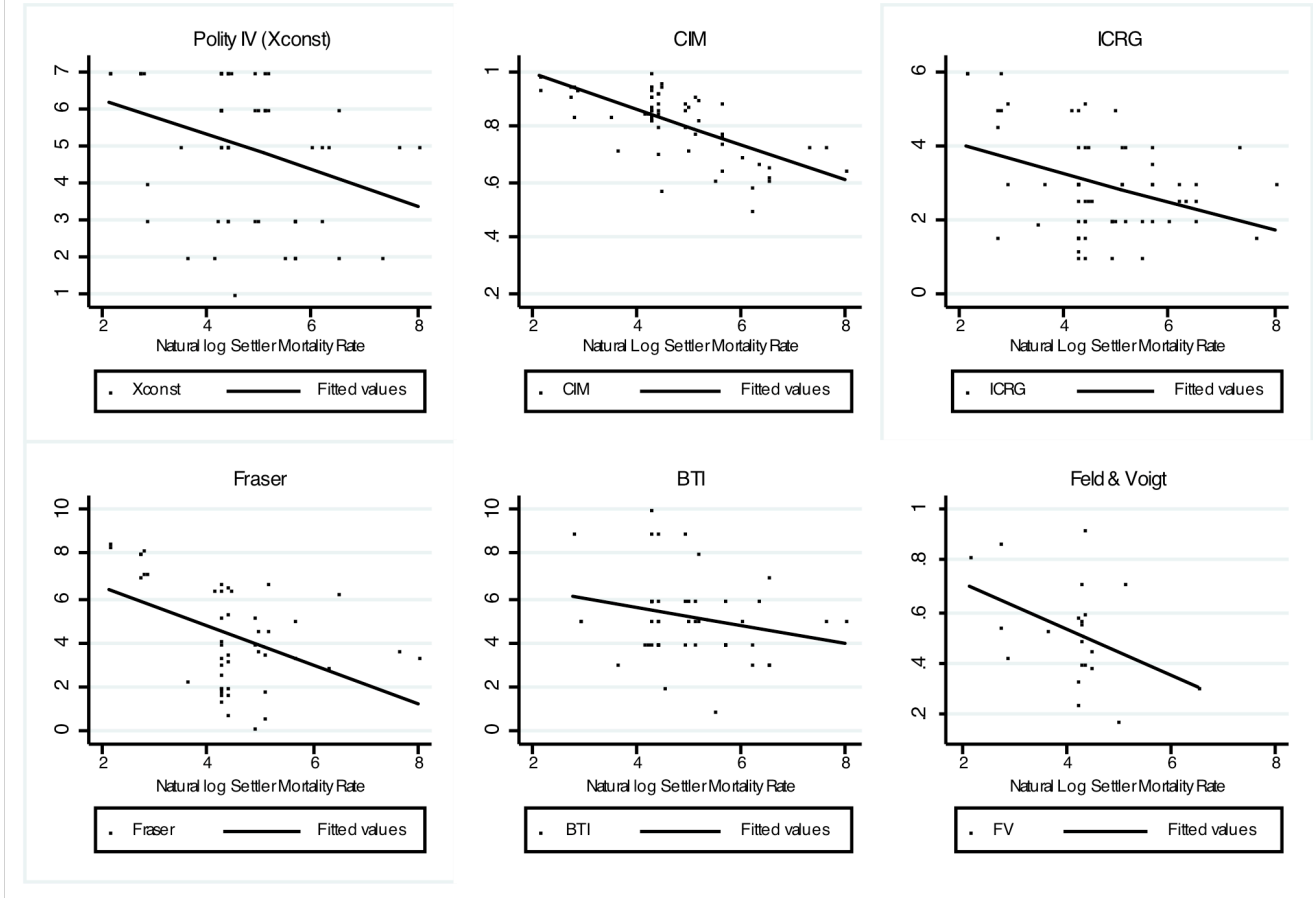 Polity IV (Xconst)
7
6
5
4
3
2
1
2 4 6 8
Natural log Settler Mortality Rate
Xconst Fitted values
CIM
1
.8
.6
.4
.2
2 4 6 8
Natural Log Settler Mortality Rate
CIM Fitted values
ICRG
6
4
2
0
2 4 6 8
Natural Log Settler Mortality Rate
ICRG Fitted values
Fraser
10
8
6
4
2
0
2 4 6 8
Natural log Settler Mortality Rate
Fraser Fitted values
BTI
10
8
6
4
2
0
2 4 6 8
Natural log Settler Mortality Rate
BTI Fitted values
Feld & Voigt
1
.8
.6
.4
.2
2 4 6 8
Natural Log Settler Mortality Rate
FV Fitted values